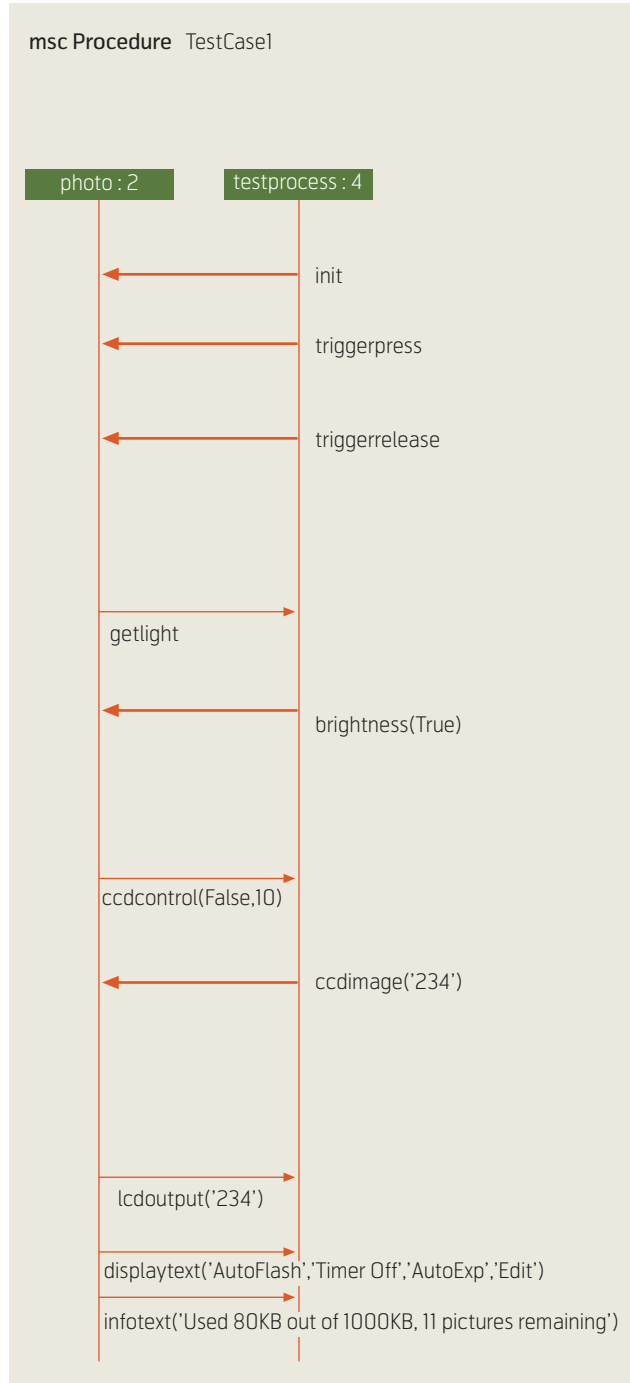 msc Procedure TestCase1
photo : 2
testprocess : 4
init
triggerpress
triggerrelease
getlight
brightness(True)
ccdcontrol(False,10)
ccdimage(’234’)
lcdoutput(’234’)
displaytext(’AutoFlash’,’Timer Off’,’AutoExp’,’Edit’)
infotext(’Used 80KB out of 1000KB, 11 pictures remaining’)